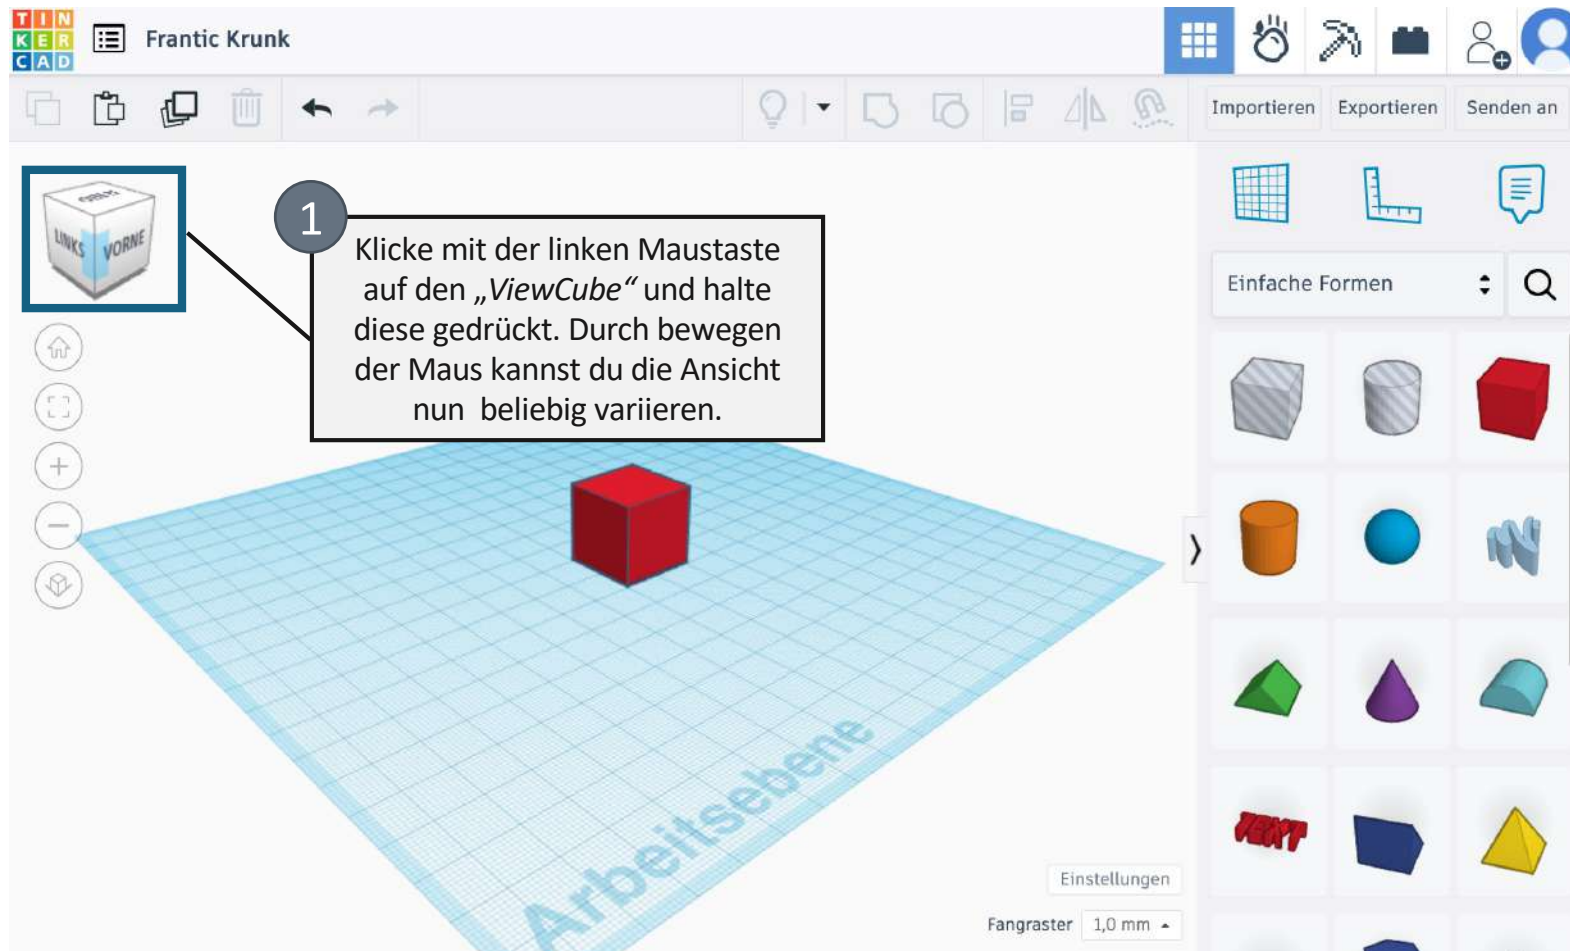 TIN
KER
CAD
Frantic Krunk
Importieren
Exportieren
Senden an
OBEN
LINKS
VORNE
1
Klicke mit der linken Maustaste
auf den „ViewCube“ und halte
diese gedrückt. Durch bewegen
der Maus kannst du die Ansicht
nun beliebig variieren.
Einfache Formen
TEXT
Arbeitsebene
Einstellungen
Fangraster 1,0 mm